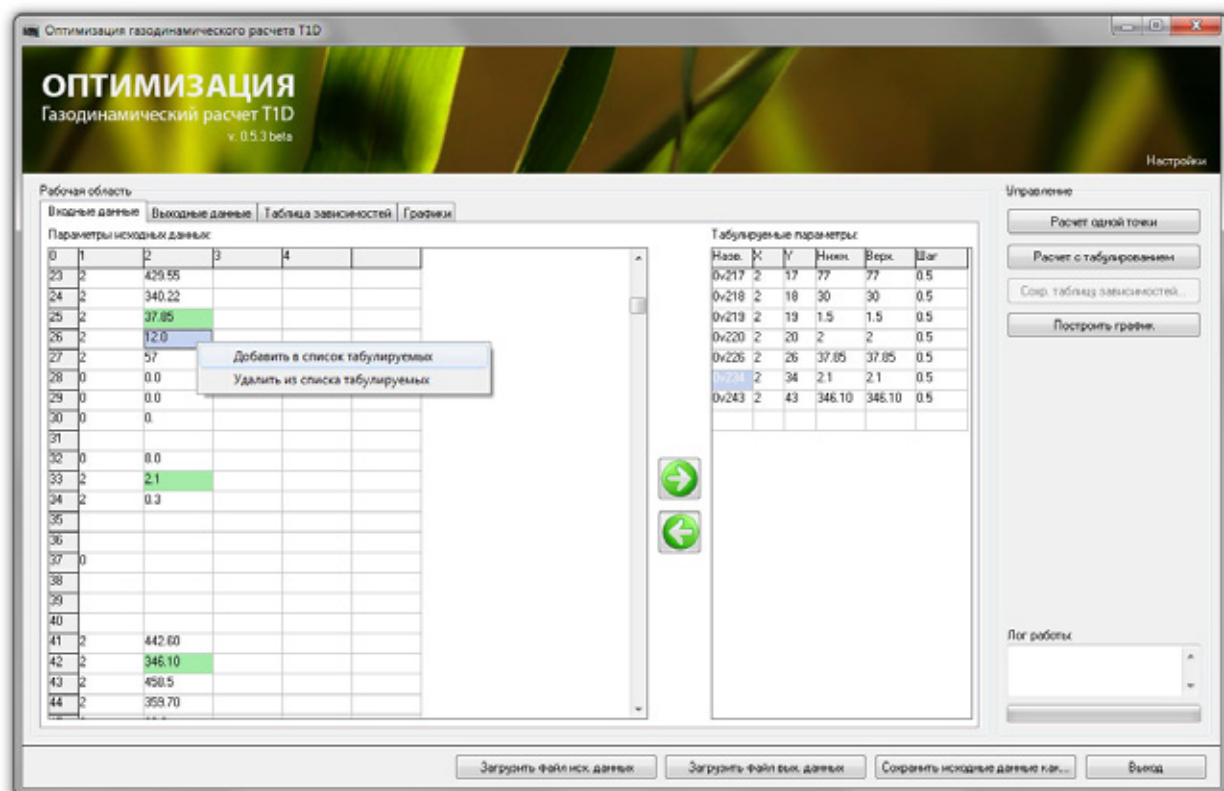 Оптимизация газодинамического расчета T1D
ОПТИМИЗАЦИЯ
Газодинамический расчет T1D
v. 0.5.3 beta
Настройки
Рабочая область
Входные данные Выходные данные Таблица зависимостей Графики
Параметры исходных данных:
0 1 2 3 4
23 2 429.55
24 2 340.22
25 2 37.85
26 2 12.0
27 2 57
28 0 0.0
29 0 0.0
30 0 0.
31
32 0 0.0
33 2 2.1
34 2 0.3
35
36
37 0
38
39
40
41 2 442.60
42 2 346.10
43 2 458.5
44 2 359.70
Добавить в список табулируемых
Удалить из списка табулируемых
Табулируемые параметры:
Назв. X Y Нижн. Верх. Шаг
0v217 2 17 77 77 0.5
0v218 2 18 30 30 0.5
0v219 2 19 1.5 1.5 0.5
0v220 2 20 2 2 0.5
0v226 2 26 37.85 37.85 0.5
0v234 2 34 2.1 2.1 0.5
0v243 2 43 346.10 346.10 0.5
Управление
Расчет одной точки
Расчет с табулированием
Сохр. таблицу зависимостей...
Построить график.
Лог работы:
Загрузить файл исх. данных
Загрузить файл вых. данных
Сохранить исходные данные как...
Выход